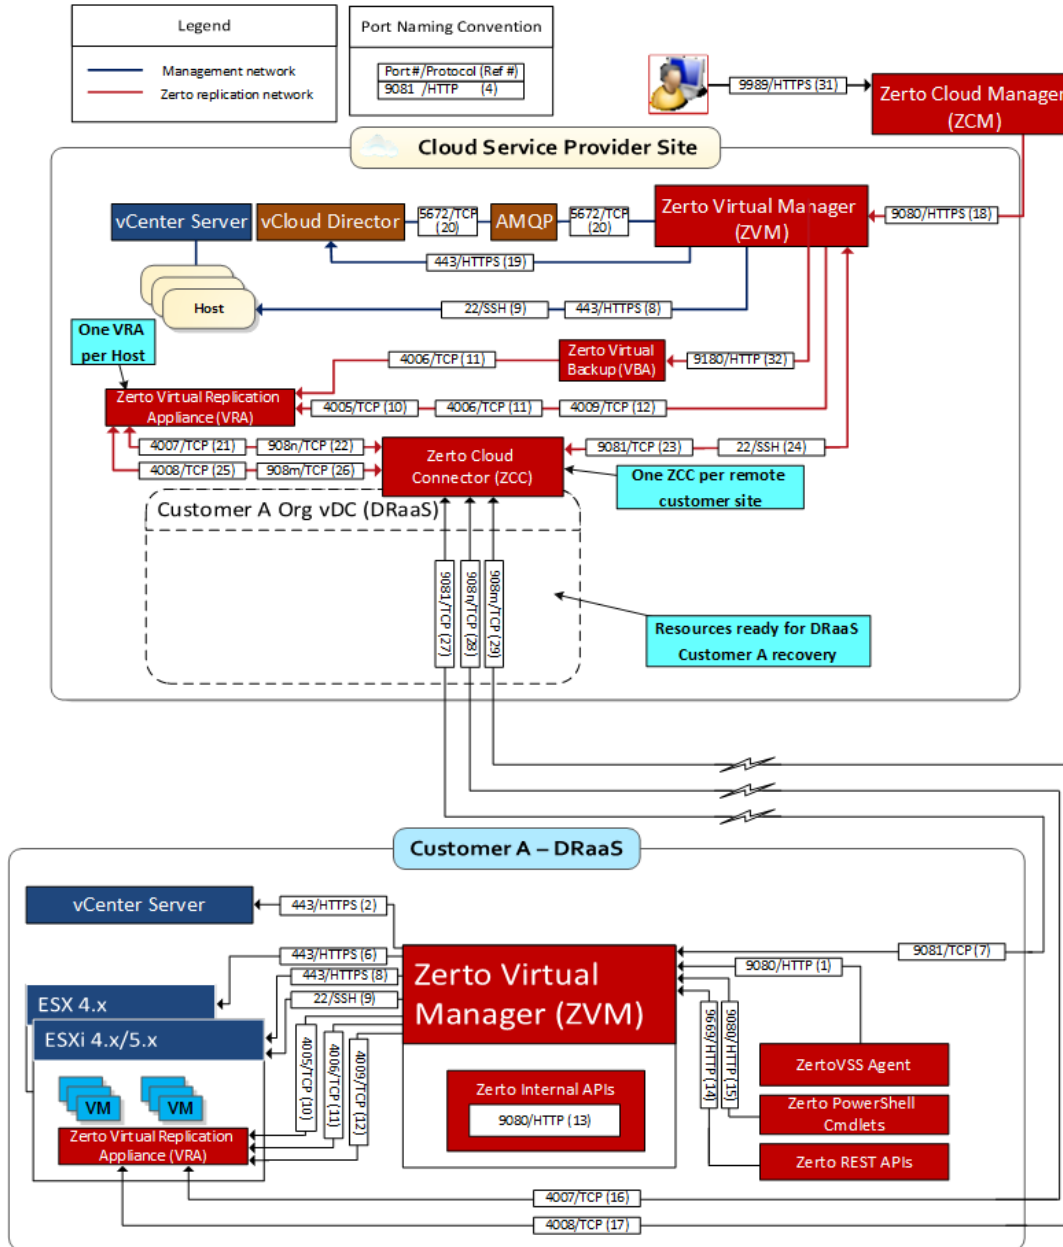 Legend
Management network
Zerto replication network
Port Naming Convention
Port#/Protocol (Ref #)
9081 /HTTP (4)
9989/HTTPS (31)
Zerto Cloud Manager
(ZCM)
Cloud Service Provider Site
vCenter Server
vCloud Director
5672/TCP
(20)
AMQP
5672/TCP
(20)
Zerto Virtual Manager
(ZVM)
9080/HTTPS (18)
443/HTTPS (19)
Host
22/SSH (9)
443/HTTPS (8)
One VRA
per Host
4006/TCP (11)
Zerto Virtual
Backup (VBA)
9180/HTTP (32)
Zerto Virtual Replication
Appliance (VRA)
4005/TCP (10)
4006/TCP (11)
4009/TCP (12)
4007/TCP (21)
908n/TCP (22)
4008/TCP (25)
908m/TCP (26)
Zerto Cloud
Connector (ZCC)
9081/TCP (23)
22/SSH (24)
One ZCC per remote
customer site
Customer A Org vDC (DRaaS)
9081/TCP (27)
908n/TCP (28)
908m/TCP (29)
Resources ready for DRaaS
Customer A recovery
Customer A – DRaaS
vCenter Server
443/HTTPS (2)
443/HTTPS (6)
443/HTTPS (8)
22/SSH (9)
ESX 4.x
ESXi 4.x/5.x
VM
VM
Zerto Virtual Replication
Appliance (VRA)
4005/TCP (10)
4006/TCP (11)
4009/TCP (12)
Zerto Virtual
Manager (ZVM)
Zerto Internal APIs
9080/HTTP (13)
9081/TCP (7)
9080/HTTP (1)
9669/HTTP (14)
9080/HTTP (15)
ZertoVSS Agent
Zerto PowerShell
Cmdlets
Zerto REST APIs
4007/TCP (16)
4008/TCP (17)